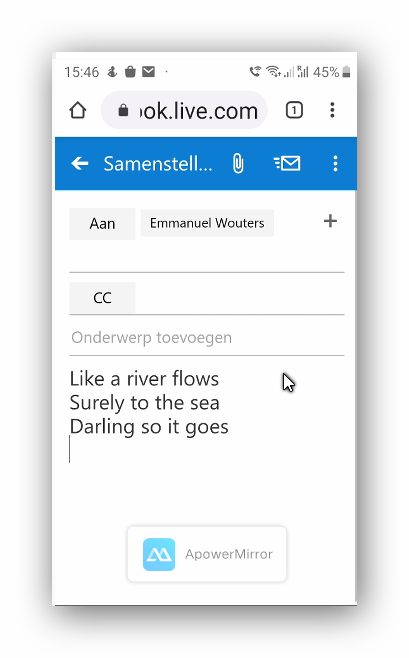 15:46 45%
ook.live.com 1
Samenstell...
Aan Emmanuel Wouters +
CC
Onderwerp toevoegen
Like a river flows
Surely to the sea
Darling so it goes
ApowerMirror